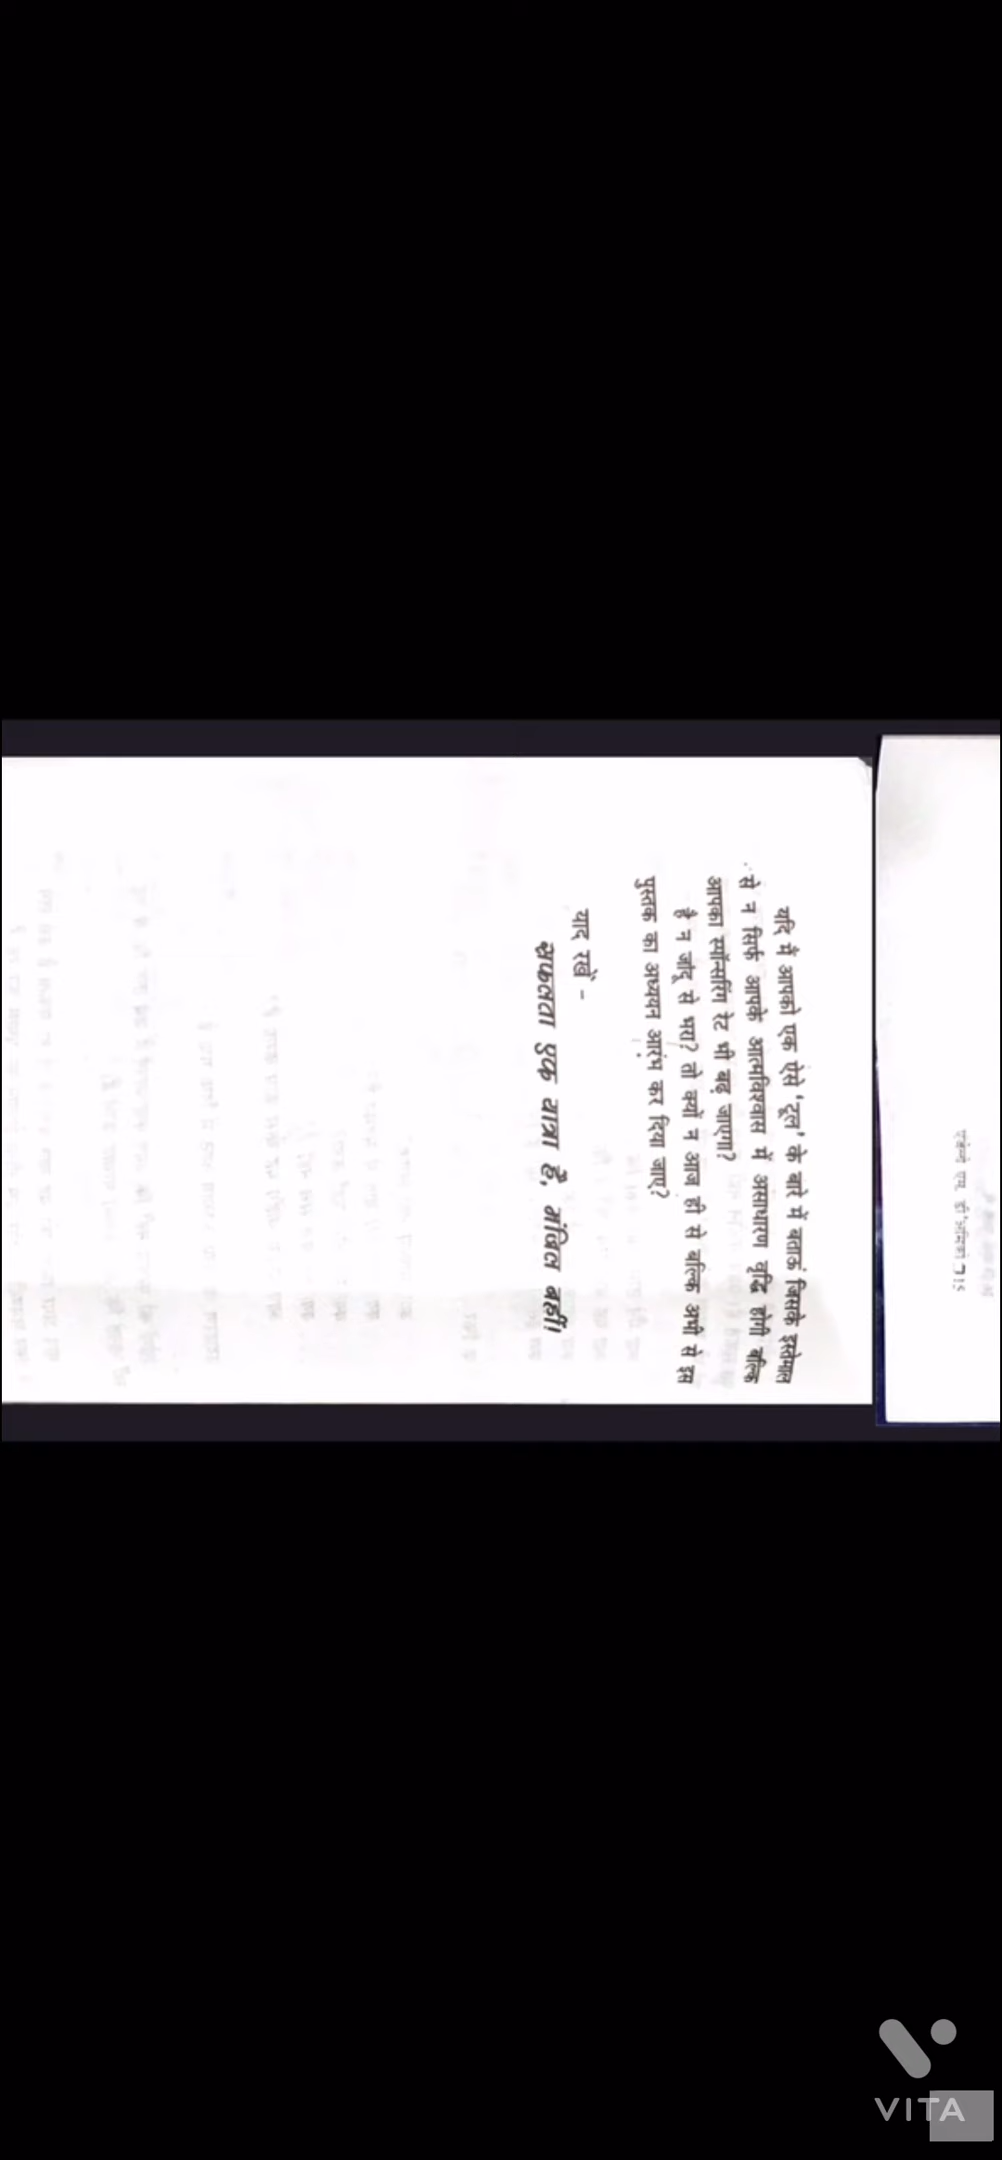 यदि मैं आपको एक ऐसे 'टूल' के बारे में बताऊं जिसके इस्तेमाल
से न सिर्फ आपके आत्मविश्वास में असाधारण वृद्धि होगी बल्कि
आपका स्पॉन्सरिंग रेट भी बढ़ जाएगा?
है न जादू से भरा? तो क्यों न आज ही से बल्कि अभी से इस
पुस्तक का अध्ययन आरंभ कर दिया जाए?
याद रखें -
सफलता एक यात्रा है, मंजिल नहीं।
VITA